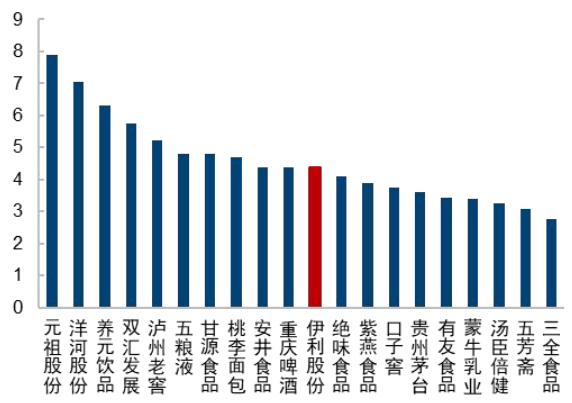 9
8
7
6
5
4
3
2
1
0
元祖股份
洋河股份
养元饮品
双汇发展
泸州老窖
五粮液
甘源食品
桃李面包
安井食品
重庆啤酒
伊利股份
绝味食品
紫燕食品
口子窖
贵州茅台
有友食品
蒙牛乳业
汤臣倍健
五芳斋
三全食品